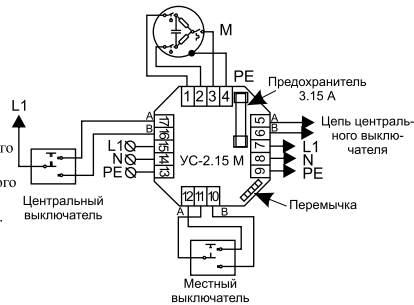 M
1 2 3 4
PE
Предохранитель
3.15 А
L1
A
B
17
16
15
14
13
L1
N
PE
УС-2.15 М
5
6
7
8
9
A
B
Цепь централь-
ного выклю-
чателя
L1
N
PE
Центральный
выключатель
12 11 10
A
B
Перемычка
Местный
выключатель
ого
ого